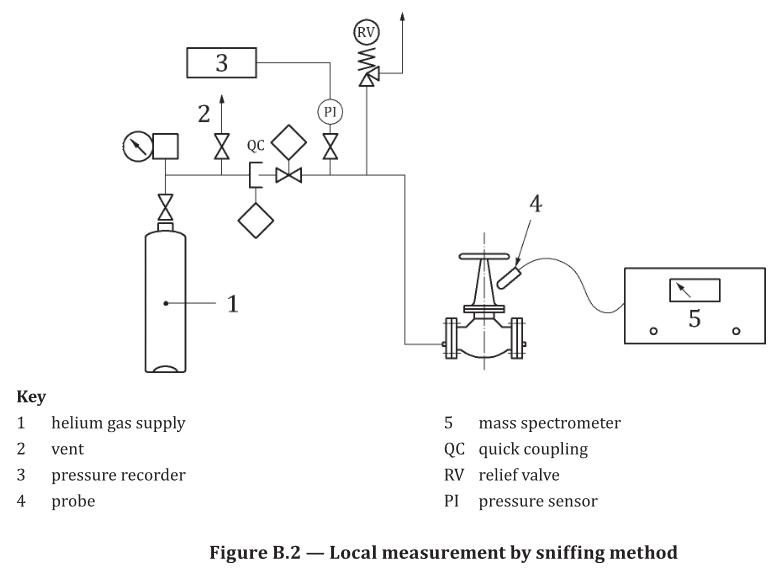 RV
3
2
PI
QC
4
1
5
Key
1 helium gas supply
2 vent
3 pressure recorder
4 probe
5 mass spectrometer
QC quick coupling
RV relief valve
PI pressure sensor
Figure B.2 — Local measurement by sniffing method